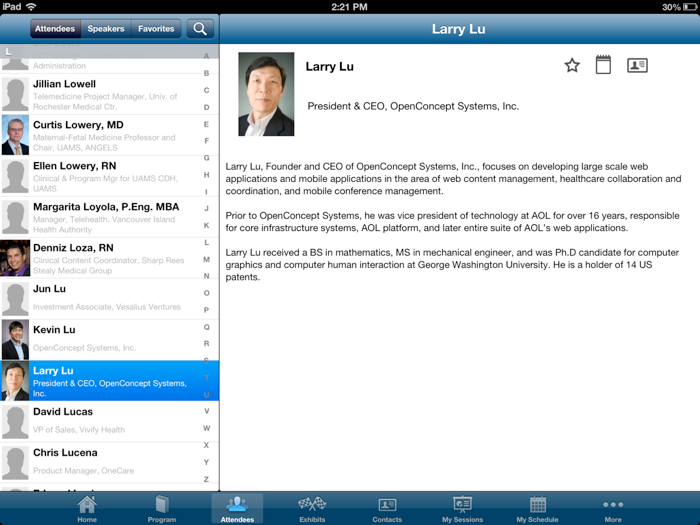 iPad
2:21 PM
30%
Attendees
Speakers
Favorites
Larry Lu
L
Administration
Jillian Lowell
Telemedicine Project Manager, Univ. of
Rochester Medical Ctr.
Curtis Lowery, MD
Maternal-Fetal Medicine Professor and
Chair, UAMS, ANGELS
Ellen Lowery, RN
Clinical & Program Mgr for UAMS CDH,
UAMS
Margarita Loyola, P.Eng. MBA
Manager, Telehealth, Vancouver Island
Health Authority
Denniz Loza, RN
Clinical Content Coordinator, Sharp Rees
Stealy Medical Group
Jun Lu
Investment Associate, Vesalius Ventures
Kevin Lu
OpenConcept Systems, Inc.
Larry Lu
President & CEO, OpenConcept Systems,
Inc.
David Lucas
VP of Sales, Vivify Health
Chris Lucena
Product Manager, OneCare
A
B
C
D
E
F
G
H
I
J
K
L
M
N
O
P
Q
R
S
T
U
V
W
X
Y
Z
Larry Lu
President & CEO, OpenConcept Systems, Inc.
Larry Lu, Founder and CEO of OpenConcept Systems, Inc., focuses on developing large scale web
applications and mobile applications in the area of web content management, healthcare collaboration and
coordination, and mobile conference management.
Prior to OpenConcept Systems, he was vice president of technology at AOL for over 16 years, responsible
for core infrastructure systems, AOL platform, and later entire suite of AOL's web applications.
Larry Lu received a BS in mathematics, MS in mechanical engineer, and was Ph.D candidate for computer
graphics and computer human interaction at George Washington University. He is a holder of 14 US
patents.
Home
Program
Attendees
Exhibits
Contacts
My Sessions
My Schedule
More